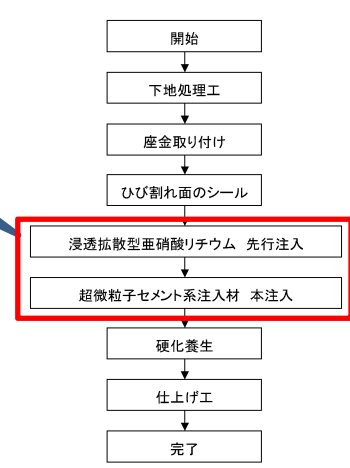 開始
下地処理工
座金取り付け
ひび割れ面のシール
浸透拡散型亜硝酸リチウム 先行注入
超微粒子セメント系注入材 本注入
硬化養生
仕上げ工
完了